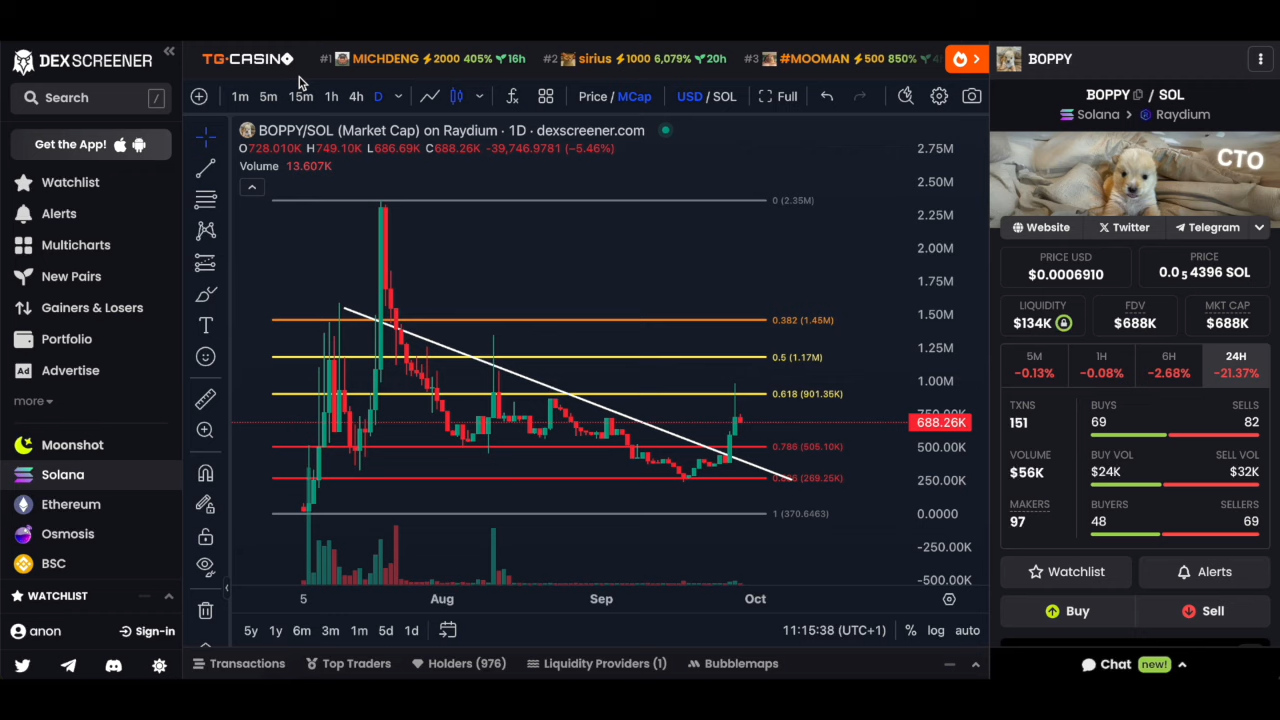 DEXSCREENER
Search /
Get the App!
Watchlist
Alerts
Multicharts
New Pairs
Gainers & Losers
Portfolio
Ad Advertise
more
Moonshot
Solana
Ethereum
Osmosis
BSC
WATCHLIST
anon Sign-in
TG.CASINO #1 MICHDENG 2000 405% 16h #2 sirius 1000 6,079% 20h #3 #MOOMAN 500 850%
1m 5m 15m 1h 4h D Price / MCap USD / SOL Full
BOPPY/SOL (Market Cap) on Raydium · 1D · dexscreener.com
O728.010K H749.10K L686.69K C688.26K -39,746.9781 (−5.46%)
Volume 13.607K
2.75M
2.50M
2.25M
2.00M
1.75M
1.50M
1.25M
1.00M
750.00K
688.26K
500.00K
250.00K
0.0000
-250.00K
-500.00K
0 (2.35M)
0.382 (1.45M)
0.5 (1.17M)
0.618 (901.35K)
0.786 (505.10K)
(269.25K)
1 (370.6463)
5 Aug Sep Oct
5y 1y 6m 3m 1m 5d 1d 11:15:38 (UTC+1) % log auto
Transactions Top Traders Holders (976) Liquidity Providers (1) Bubblemaps
BOPPY
BOPPY / SOL
Solana > Raydium
CTO
Website Twitter Telegram
PRICE USD
$0.0006910
PRICE
0.0₅4396 SOL
LIQUIDITY
$134K
FDV
$688K
MKT CAP
$688K
5M
-0.13%
1H
-0.08%
6H
-2.68%
24H
-21.37%
TXNS
151
BUYS
69
SELLS
82
VOLUME
$56K
BUY VOL
$24K
SELL VOL
$32K
MAKERS
97
BUYERS
48
SELLERS
69
Watchlist Alerts
Buy Sell
Chat new!